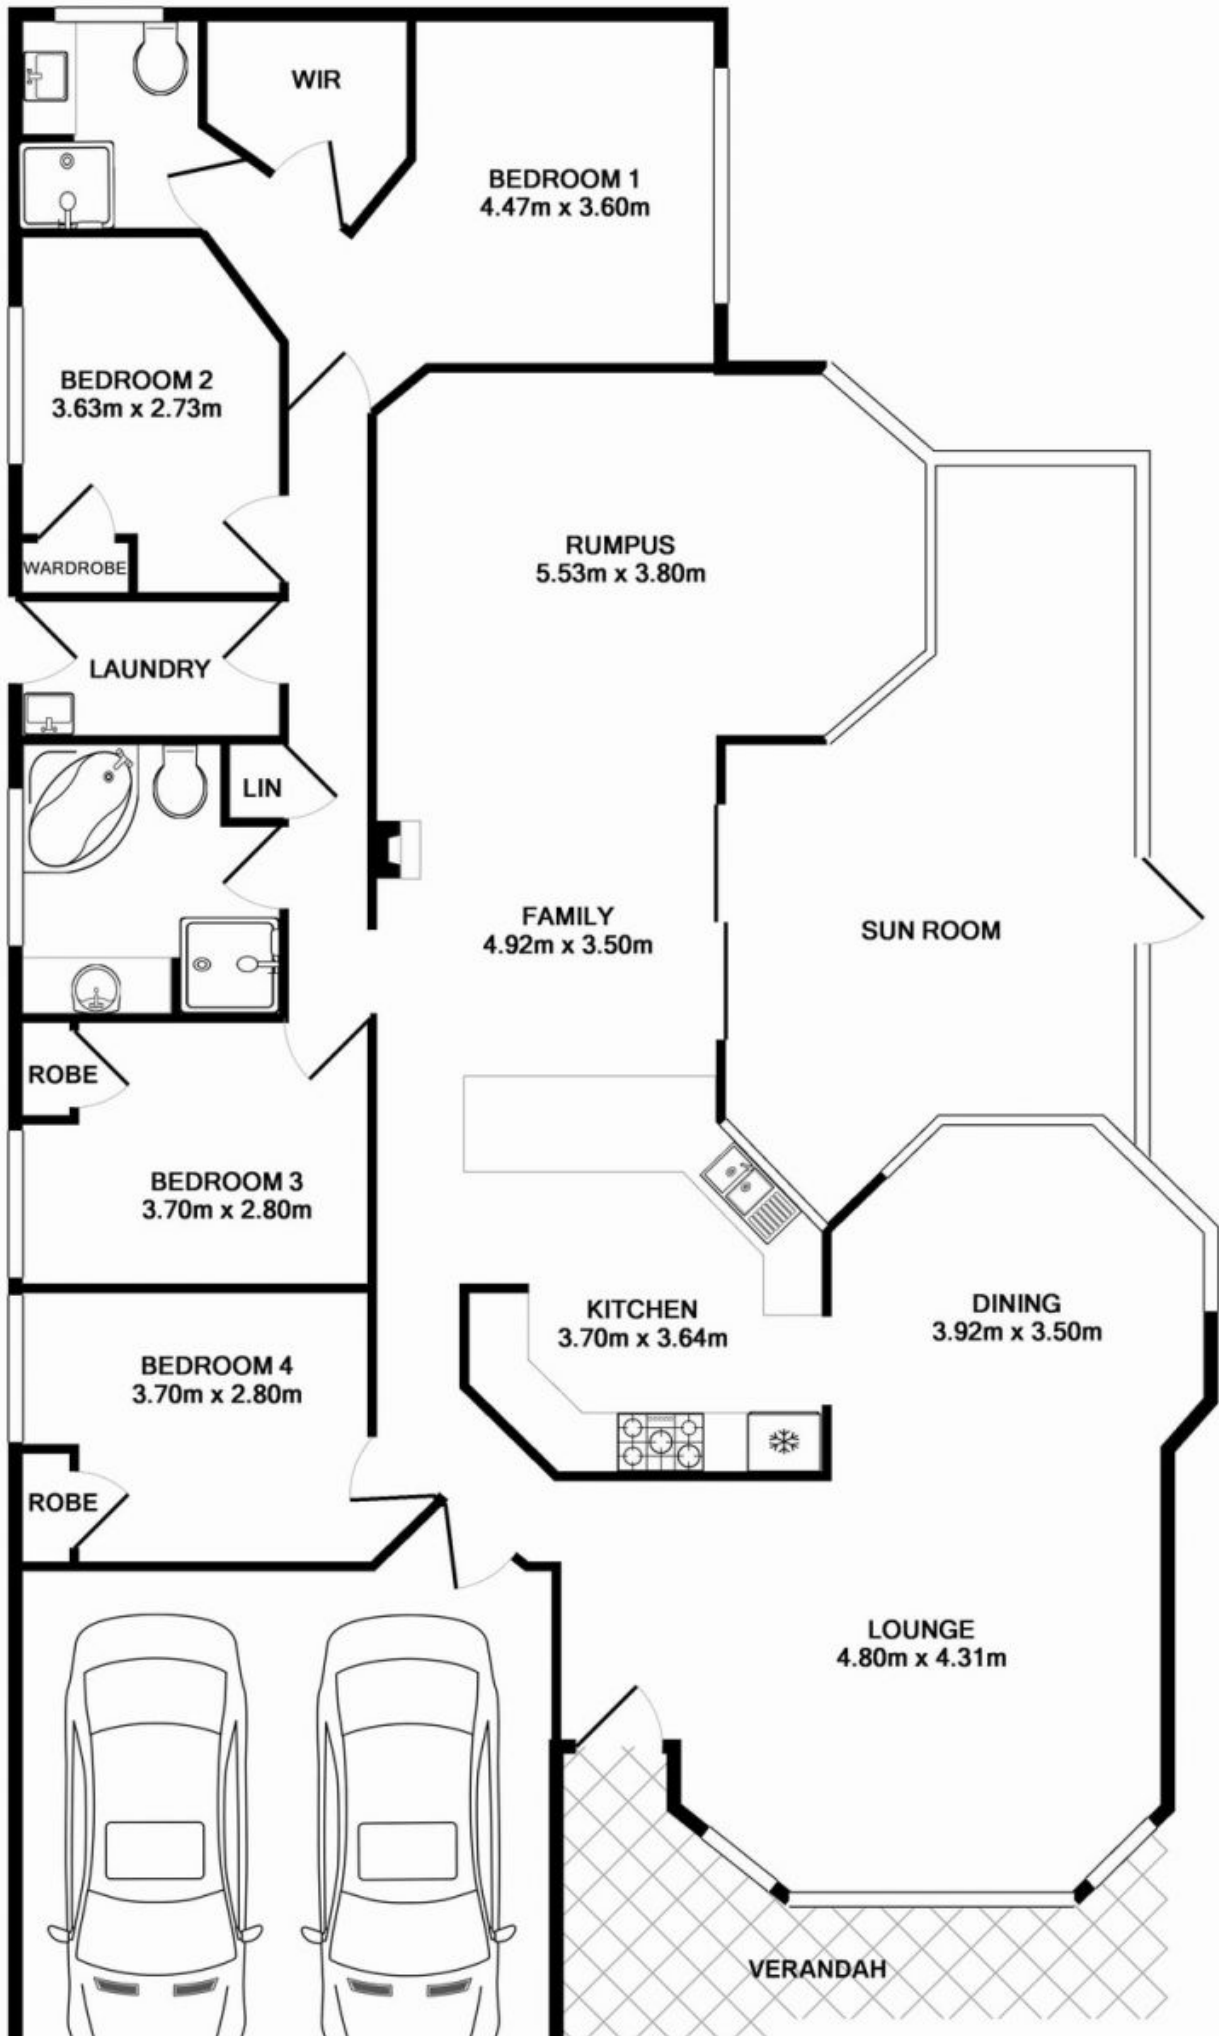 WIR
BEDROOM 1
4.47m x 3.60m
BEDROOM 2
3.63m x 2.73m
WARDROBE
RUMPUS
5.53m x 3.80m
LAUNDRY
LIN
FAMILY
4.92m x 3.50m
SUN ROOM
ROBE
BEDROOM 3
3.70m x 2.80m
KITCHEN
3.70m x 3.64m
DINING
3.92m x 3.50m
BEDROOM 4
3.70m x 2.80m
ROBE
LOUNGE
4.80m x 4.31m
VERANDAH